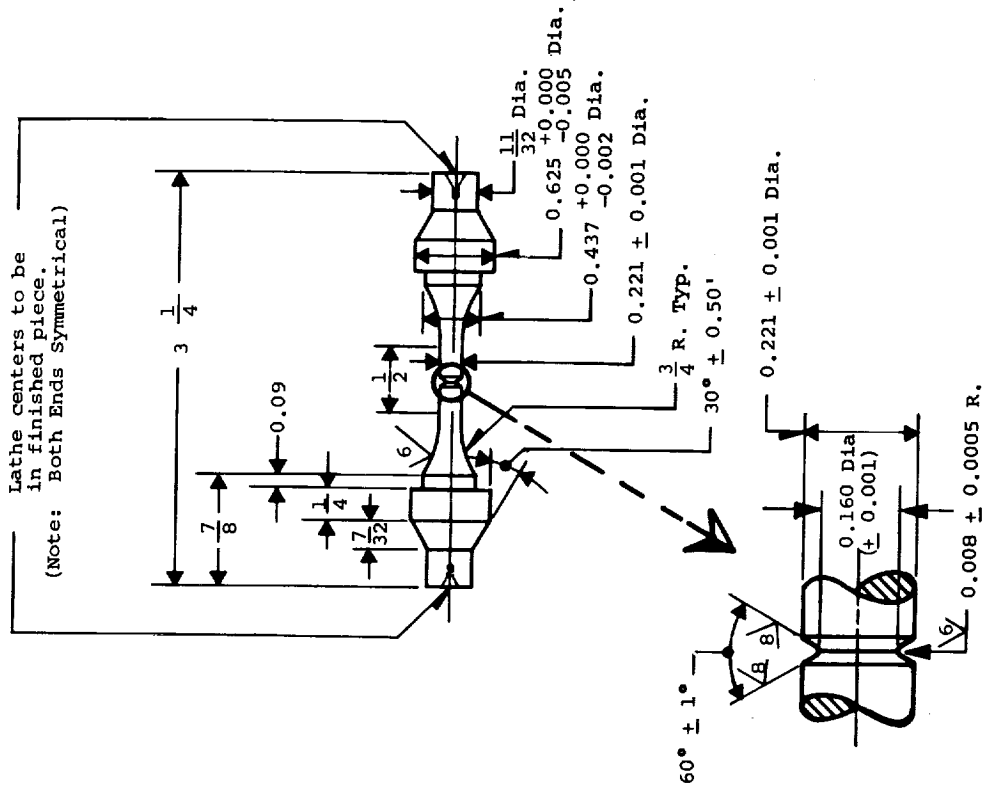 Lathe centers to be
in finished piece.
(Note: Both Ends Symmetrical)
3 1/4
7/8
0.09
1/4
7/32
1/2
6
11/32 Dia.
0.625 +0.000 -0.005 Dia.
0.437 +0.000 -0.002 Dia.
0.221 ± 0.001 Dia.
3/4 R. Typ.
30° ± 0.50'
60° ± 1°
8
8
0.160 Dia
(± 0.001)
0.221 ± 0.001 Dia.
6
0.008 ± 0.0005 R.